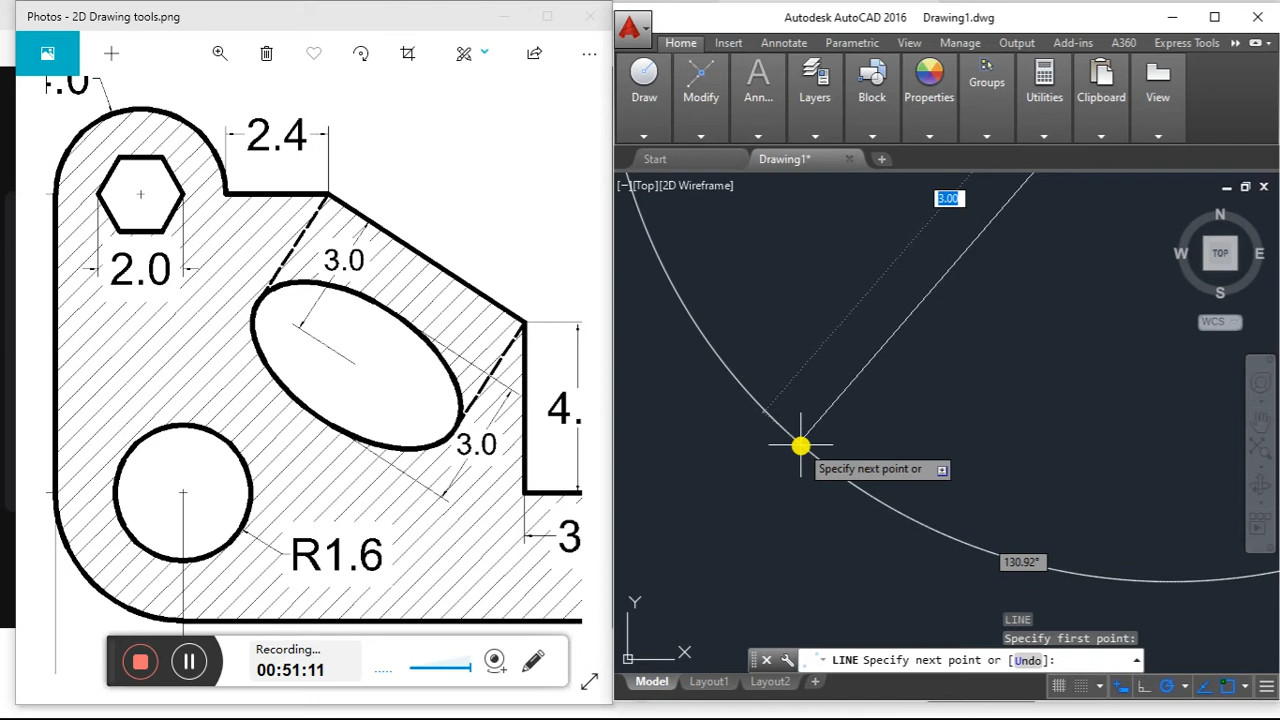 Photos - 2D Drawing tools.png
2.4
3.0
2.0
3.0
R1.6
3
Recording...
00:51:11
Autodesk AutoCAD 2016 Drawing1.dwg
Home Insert Annotate Parametric View Manage Output Add-ins A360 Express Tools
Draw Modify Ann... Layers Block Properties Groups Utilities Clipboard View
Start Drawing1*
[−][Top][2D Wireframe]
3.00
N
W TOP E
S
WCS
Specify next point or
130.92°
Y
X
LINE
Specify first point:
LINE Specify next point or [Undo]:
Model Layout1 Layout2